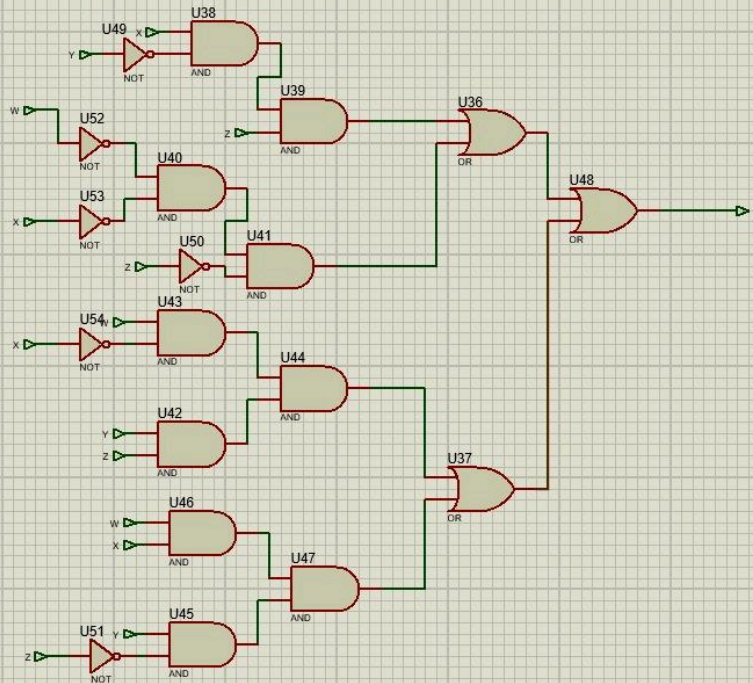 U38
X
U49
Y
NOT
AND
U39
W
Z
AND
U36
OR
U52
NOT
U40
AND
U53
X
NOT
U48
OR
U41
U50
Z
NOT
AND
U43
U54
W
X
NOT
AND
U44
AND
U42
Y
Z
AND
U37
OR
U46
W
X
AND
U47
AND
U45
U51
Y
Z
NOT
AND